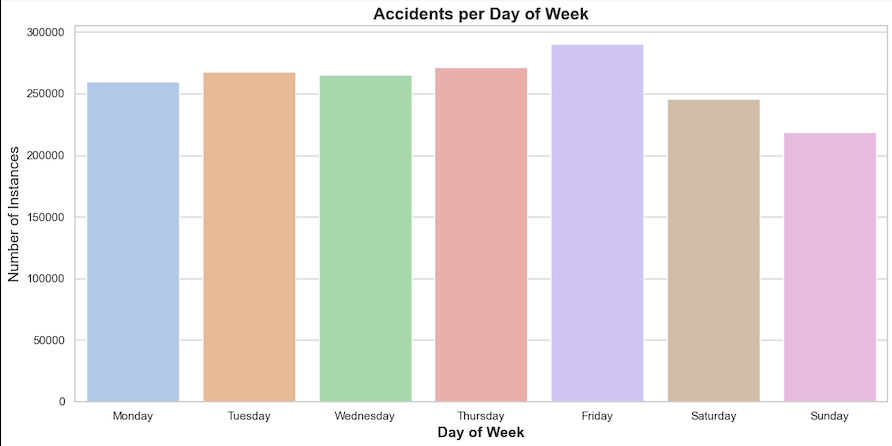 Accidents per Day of Week
Number of Instances
300000
250000
200000
150000
100000
50000
0
Monday Tuesday Wednesday Thursday Friday Saturday Sunday
Day of Week